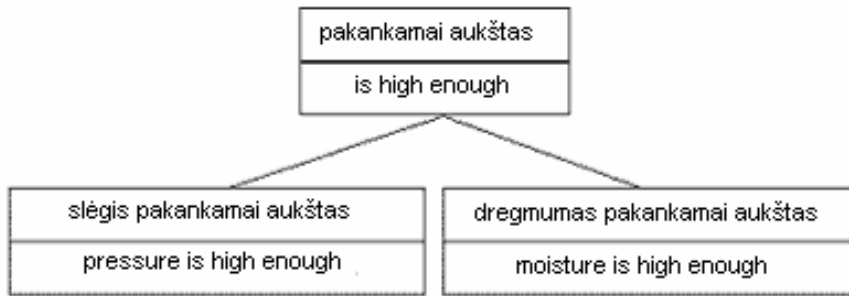 pakankamai aukštas
is high enough
slėgis pakankamai aukštas
pressure is high enough
dregmumas pakankamai aukštas
moisture is high enough